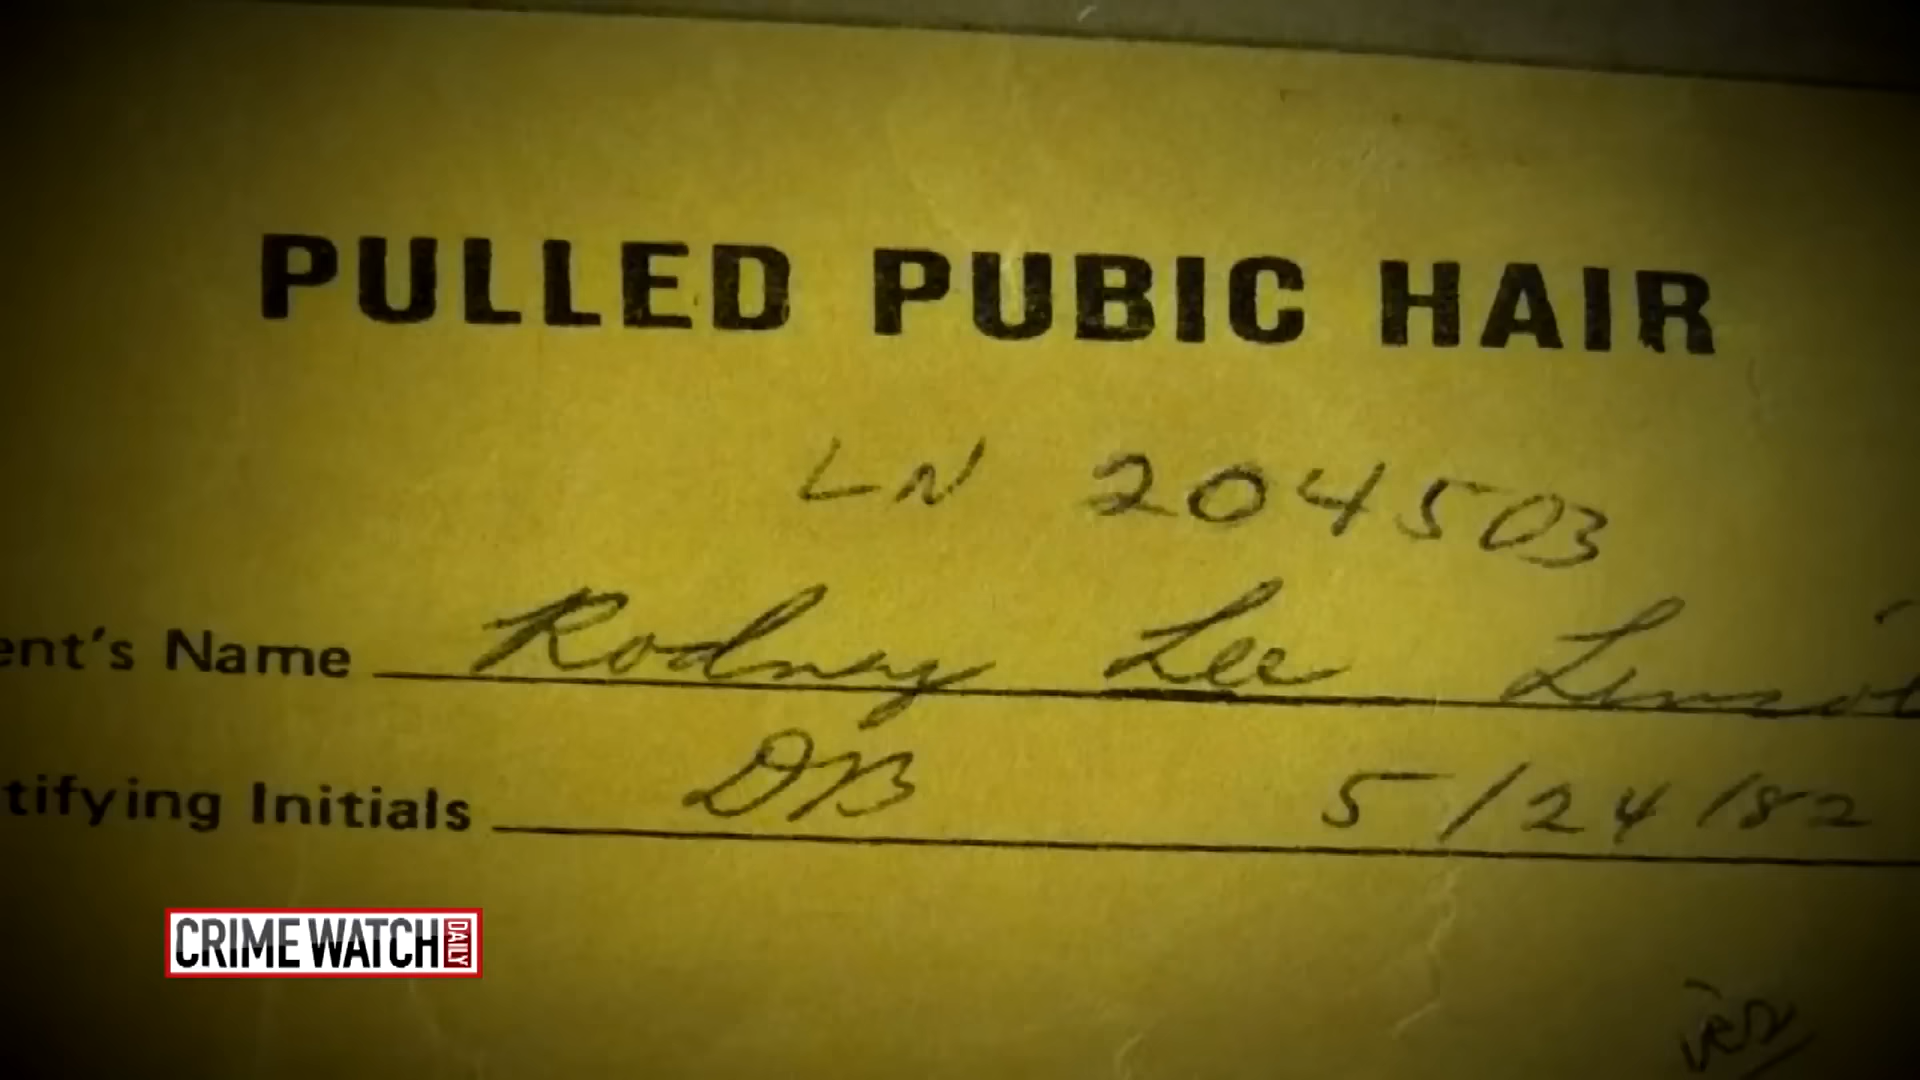 PULLED PUBIC HAIR
LN 204503
ent's Name Rodney Lee
tifying Initials DB 5/24/82
CRIME WATCH DAILY